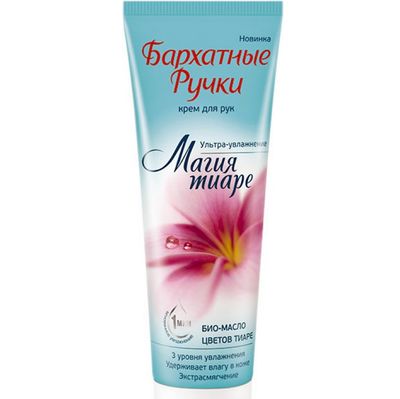 Новинка
Бархатные
Ручки
крем для рук
Ультра-увлажнение
Магия
тиаре
1 МИН
БИО-МАСЛО
ЦВЕТОВ ТИАРЕ
3 уровня увлажнения
Удерживает влагу в коже
Экстрасмягчение